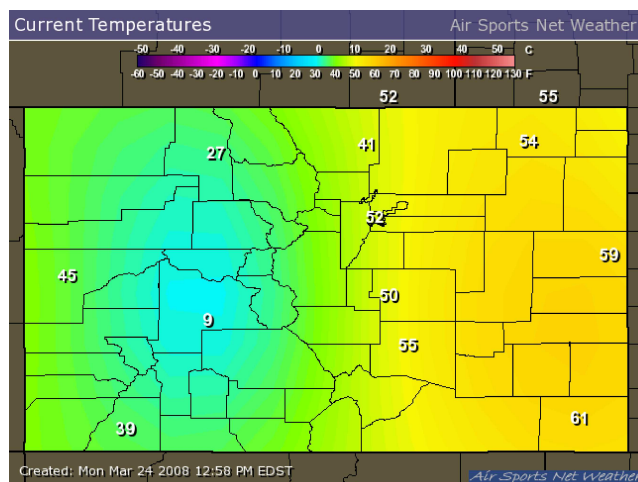 Current Temperatures Air Sports Net Weather
-50 -40 -30 -20 -10 0 10 20 30 40 50 C
-60 -50 -40 -30 -20 -10 0 10 20 30 40 50 60 70 80 90 100 110 120 130 F
52 55
41 54
27
52
59
45
50
9
55
61
39
Created: Mon Mar 24 2008 12:58 PM EDST
Air Sports Net Weather